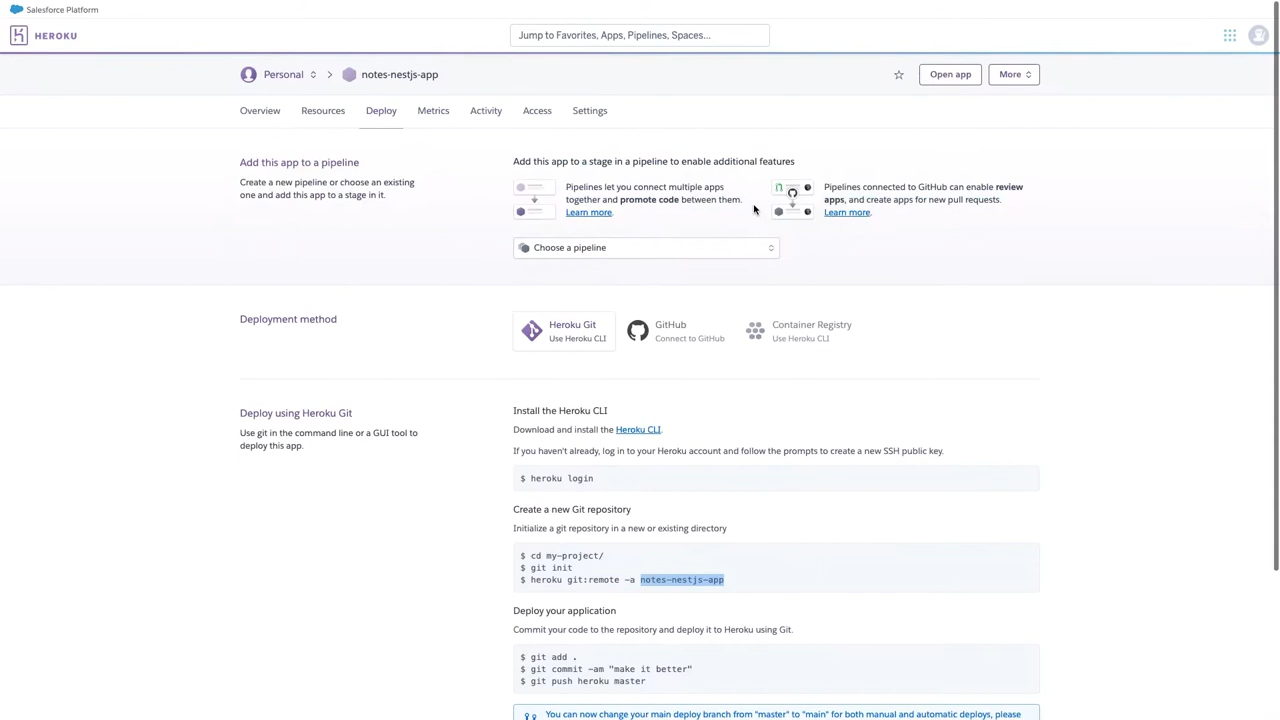 Salesforce Platform
HEROKU
Jump to Favorites, Apps, Pipelines, Spaces...
Personal
notes-nestjs-app
Open app
More
Overview
Resources
Deploy
Metrics
Activity
Access
Settings
Add this app to a pipeline
Create a new pipeline or choose an existing
one and add this app to a stage in it.
Add this app to a stage in a pipeline to enable additional features
Pipelines let you connect multiple apps
together and promote code between them.
Learn more.
Pipelines connected to GitHub can enable review
apps, and create apps for new pull requests.
Learn more.
Choose a pipeline
Deployment method
Heroku Git
Use Heroku CLI
GitHub
Connect to GitHub
Container Registry
Use Heroku CLI
Deploy using Heroku Git
Use git in the command line or a GUI tool to
deploy this app.
Install the Heroku CLI
Download and install the Heroku CLI.
If you haven't already, log in to your Heroku account and follow the prompts to create a new SSH public key.
$ heroku login
Create a new Git repository
Initialize a git repository in a new or existing directory
$ cd my-project/
$ git init
$ heroku git:remote -a notes-nestjs-app
Deploy your application
Commit your code to the repository and deploy it to Heroku using Git.
$ git add .
$ git commit -am "make it better"
$ git push heroku master
You can now change your main deploy branch from "master" to "main" for both manual and automatic deploys, please